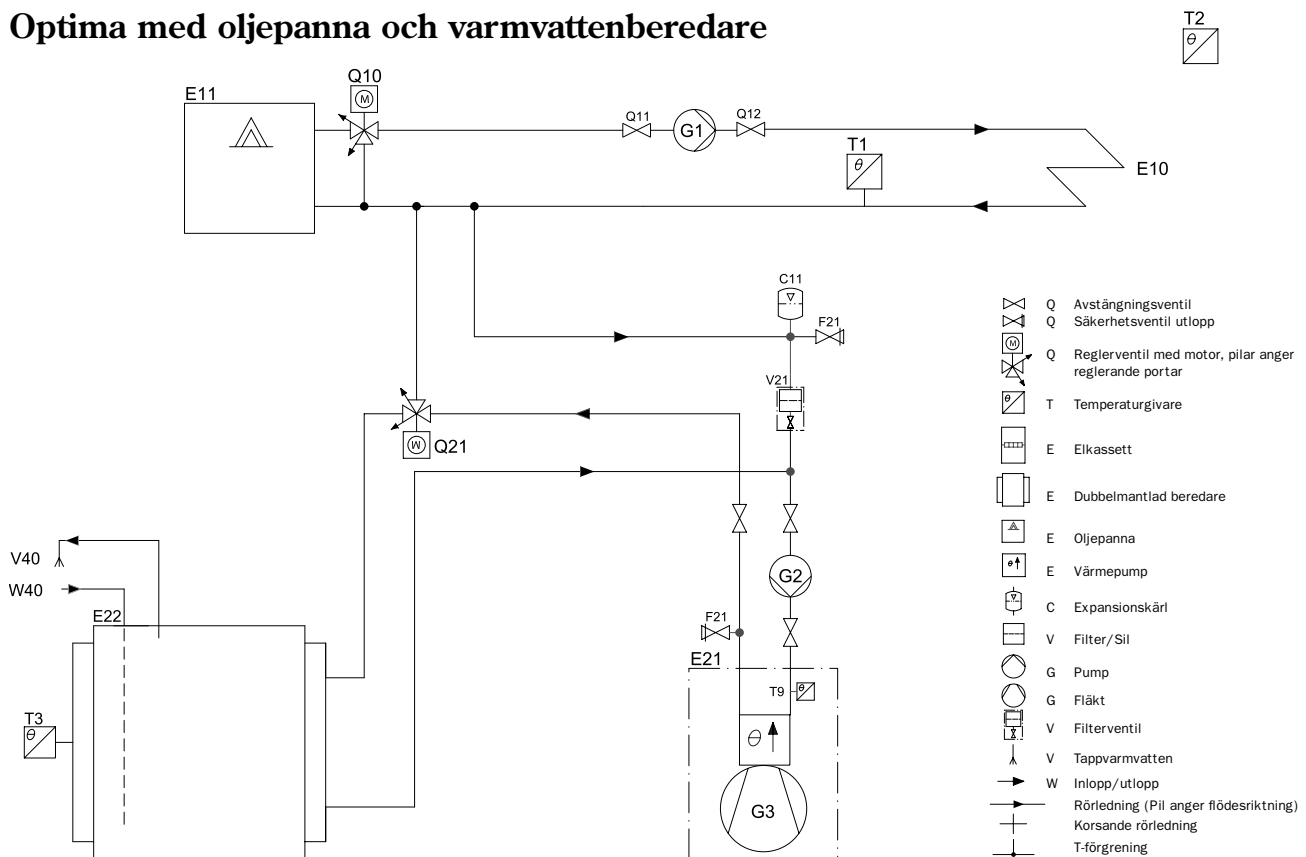 Optima med oljepanna och varmvattenberedare
T2
θ
Q10
M
E11
Q11
G1
Q12
T1
θ
E10
C11
F21
V21
M
Q21
V40
W40
E22
G2
F21
E21
T9
θ
T3
θ
θ
G3
Q Avstängningsventil
Q Säkerhetsventil utlopp
M
Q Reglerventil med motor, pilar anger
reglerande portar
θ T Temperaturgivare
E Elkassett
E Dubbelmantlad beredare
E Oljepanna
θ E Värmepump
C Expansionskärl
V Filter/Sil
G Pump
G Fläkt
V Filterventil
V Tappvarmvatten
W Inlopp/utlopp
Rörledning (Pil anger flödesriktning)
Korsande rörledning
T-förgrening